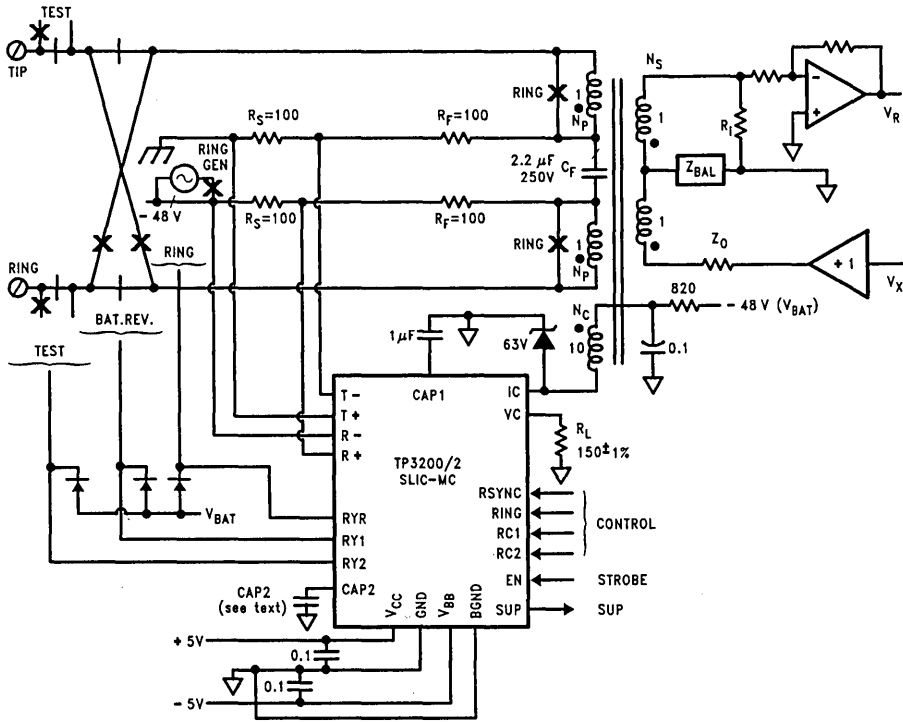 TEST
TIP
RING
1
N_P
R_S=100
R_F=100
RING GEN
2.2 μF 250V
C_F
- 48 V
R_S=100
R_F=100
RING
1
N_P
RING
RING
BAT.REV.
TEST
N_S
1
R_I
Z_BAL
1
Z_O
V_R
+ 1
V_X
-
+
820
- 48 V (V_BAT)
0.1
N_C
10
63V
1μF
CAP1
T -
T +
R -
R +
IC
VC
R_L
150±1%
TP3200/2
SLIC-MC
V_BAT
RYR
RY1
RY2
CAP2
CAP2
(see text)
RSYNC
RING
RC1
RC2
CONTROL
EN
STROBE
SUP
SUP
V_CC
GND
V_BB
BGND
+ 5V
0.1
0.1
- 5V